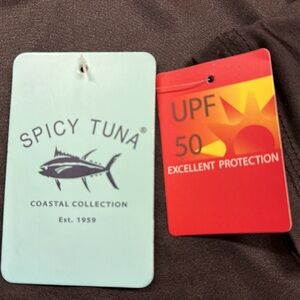 SPICY TUNA®
COASTAL COLLECTION
Est. 1959
UPF
50
EXCELLENT PROTECTION